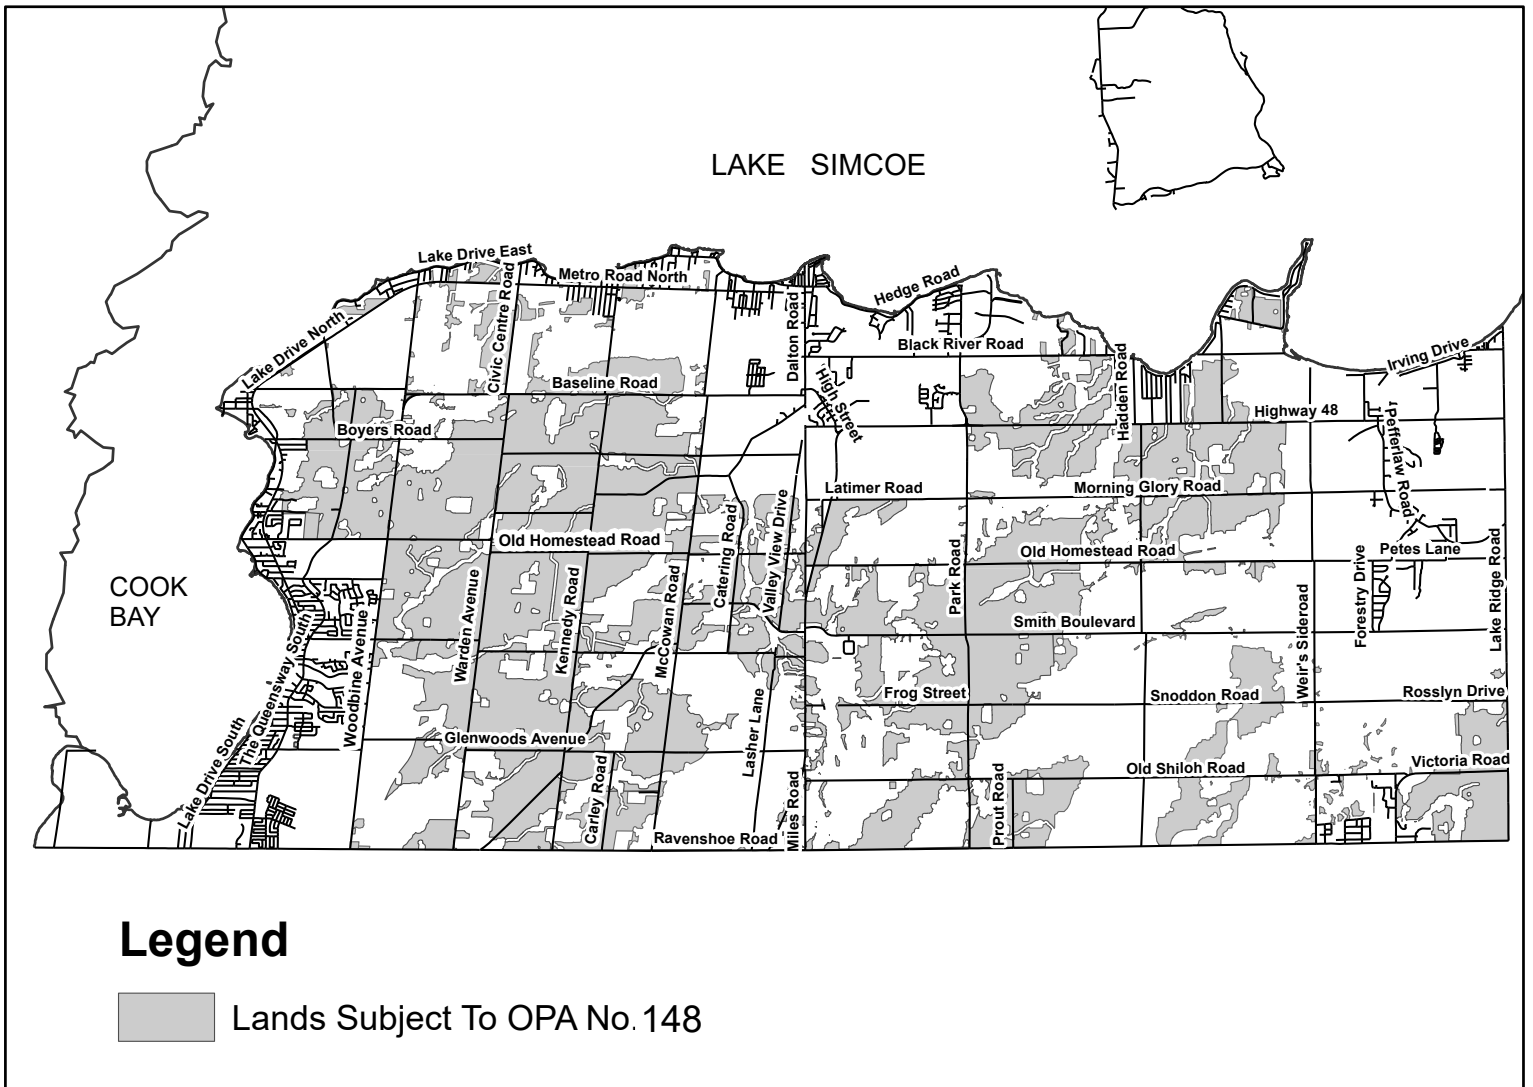 LAKE SIMCOE
Lake Drive East
Metro Road North
Hedge Road
Civic Centre Road
Dalton Road
Lake Drive North
Black River Road
Irving Drive
Baseline Road
High Street
Hadden Road
Highway 48
Boyers Road
Pefferlaw Road
Latimer Road
Morning Glory Road
Old Homestead Road
Old Homestead Road
Petes Lane
Catering Road
Valley View Drive
Park Road
Forestry Drive
Lake Ridge Road
COOK
BAY
Warden Avenue
Kennedy Road
McCowan Road
Smith Boulevard
Weir's Sideroad
Woodbine Avenue
The Queensway South
Lake Drive South
Frog Street
Snoddon Road
Rosslyn Drive
Lasher Lane
Glenwoods Avenue
Carley Road
Miles Road
Prout Road
Old Shiloh Road
Victoria Road
Ravenshoe Road
Legend
Lands Subject To OPA No. 148